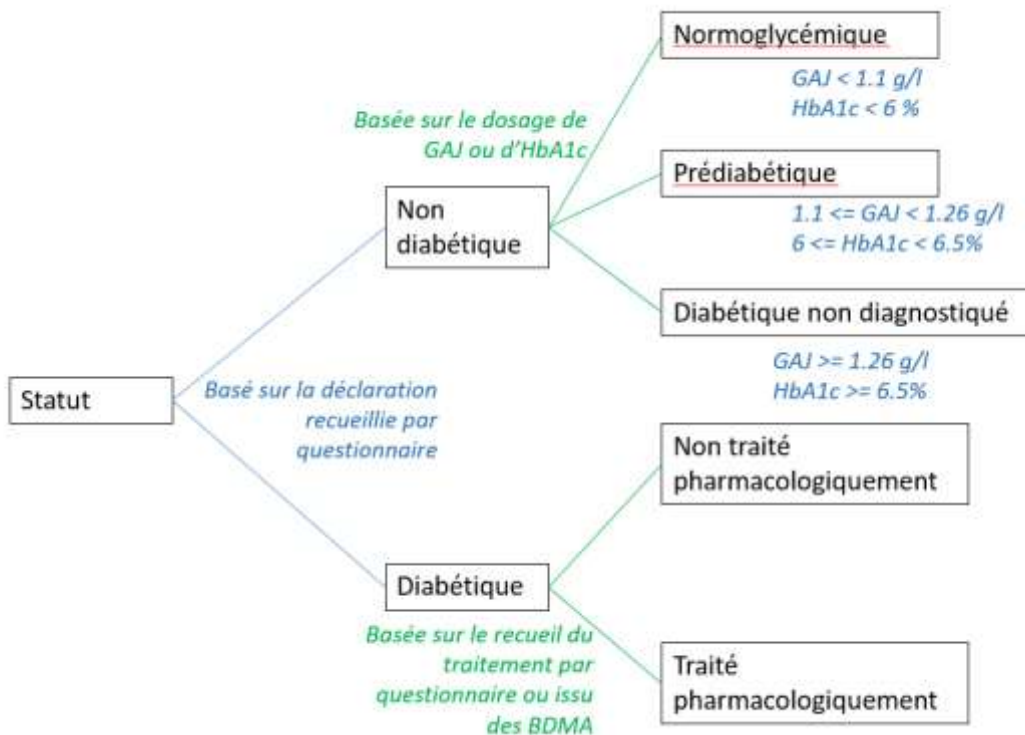 Normoglycémique
GAJ < 1.1 g/l
HbA1c < 6 %
Basée sur le dosage de
GAJ ou d'HbA1c
Prédiabétique
1.1 <= GAJ < 1.26 g/l
6 <= HbA1c < 6.5%
Non
diabétique
Diabétique non diagnostiqué
GAJ >= 1.26 g/l
HbA1c >= 6.5%
Statut
Basé sur la déclaration
recueillie par
questionnaire
Non traité
pharmacologiquement
Diabétique
Basée sur le recueil du
traitement par
questionnaire ou issu
des BDMA
Traité
pharmacologiquement